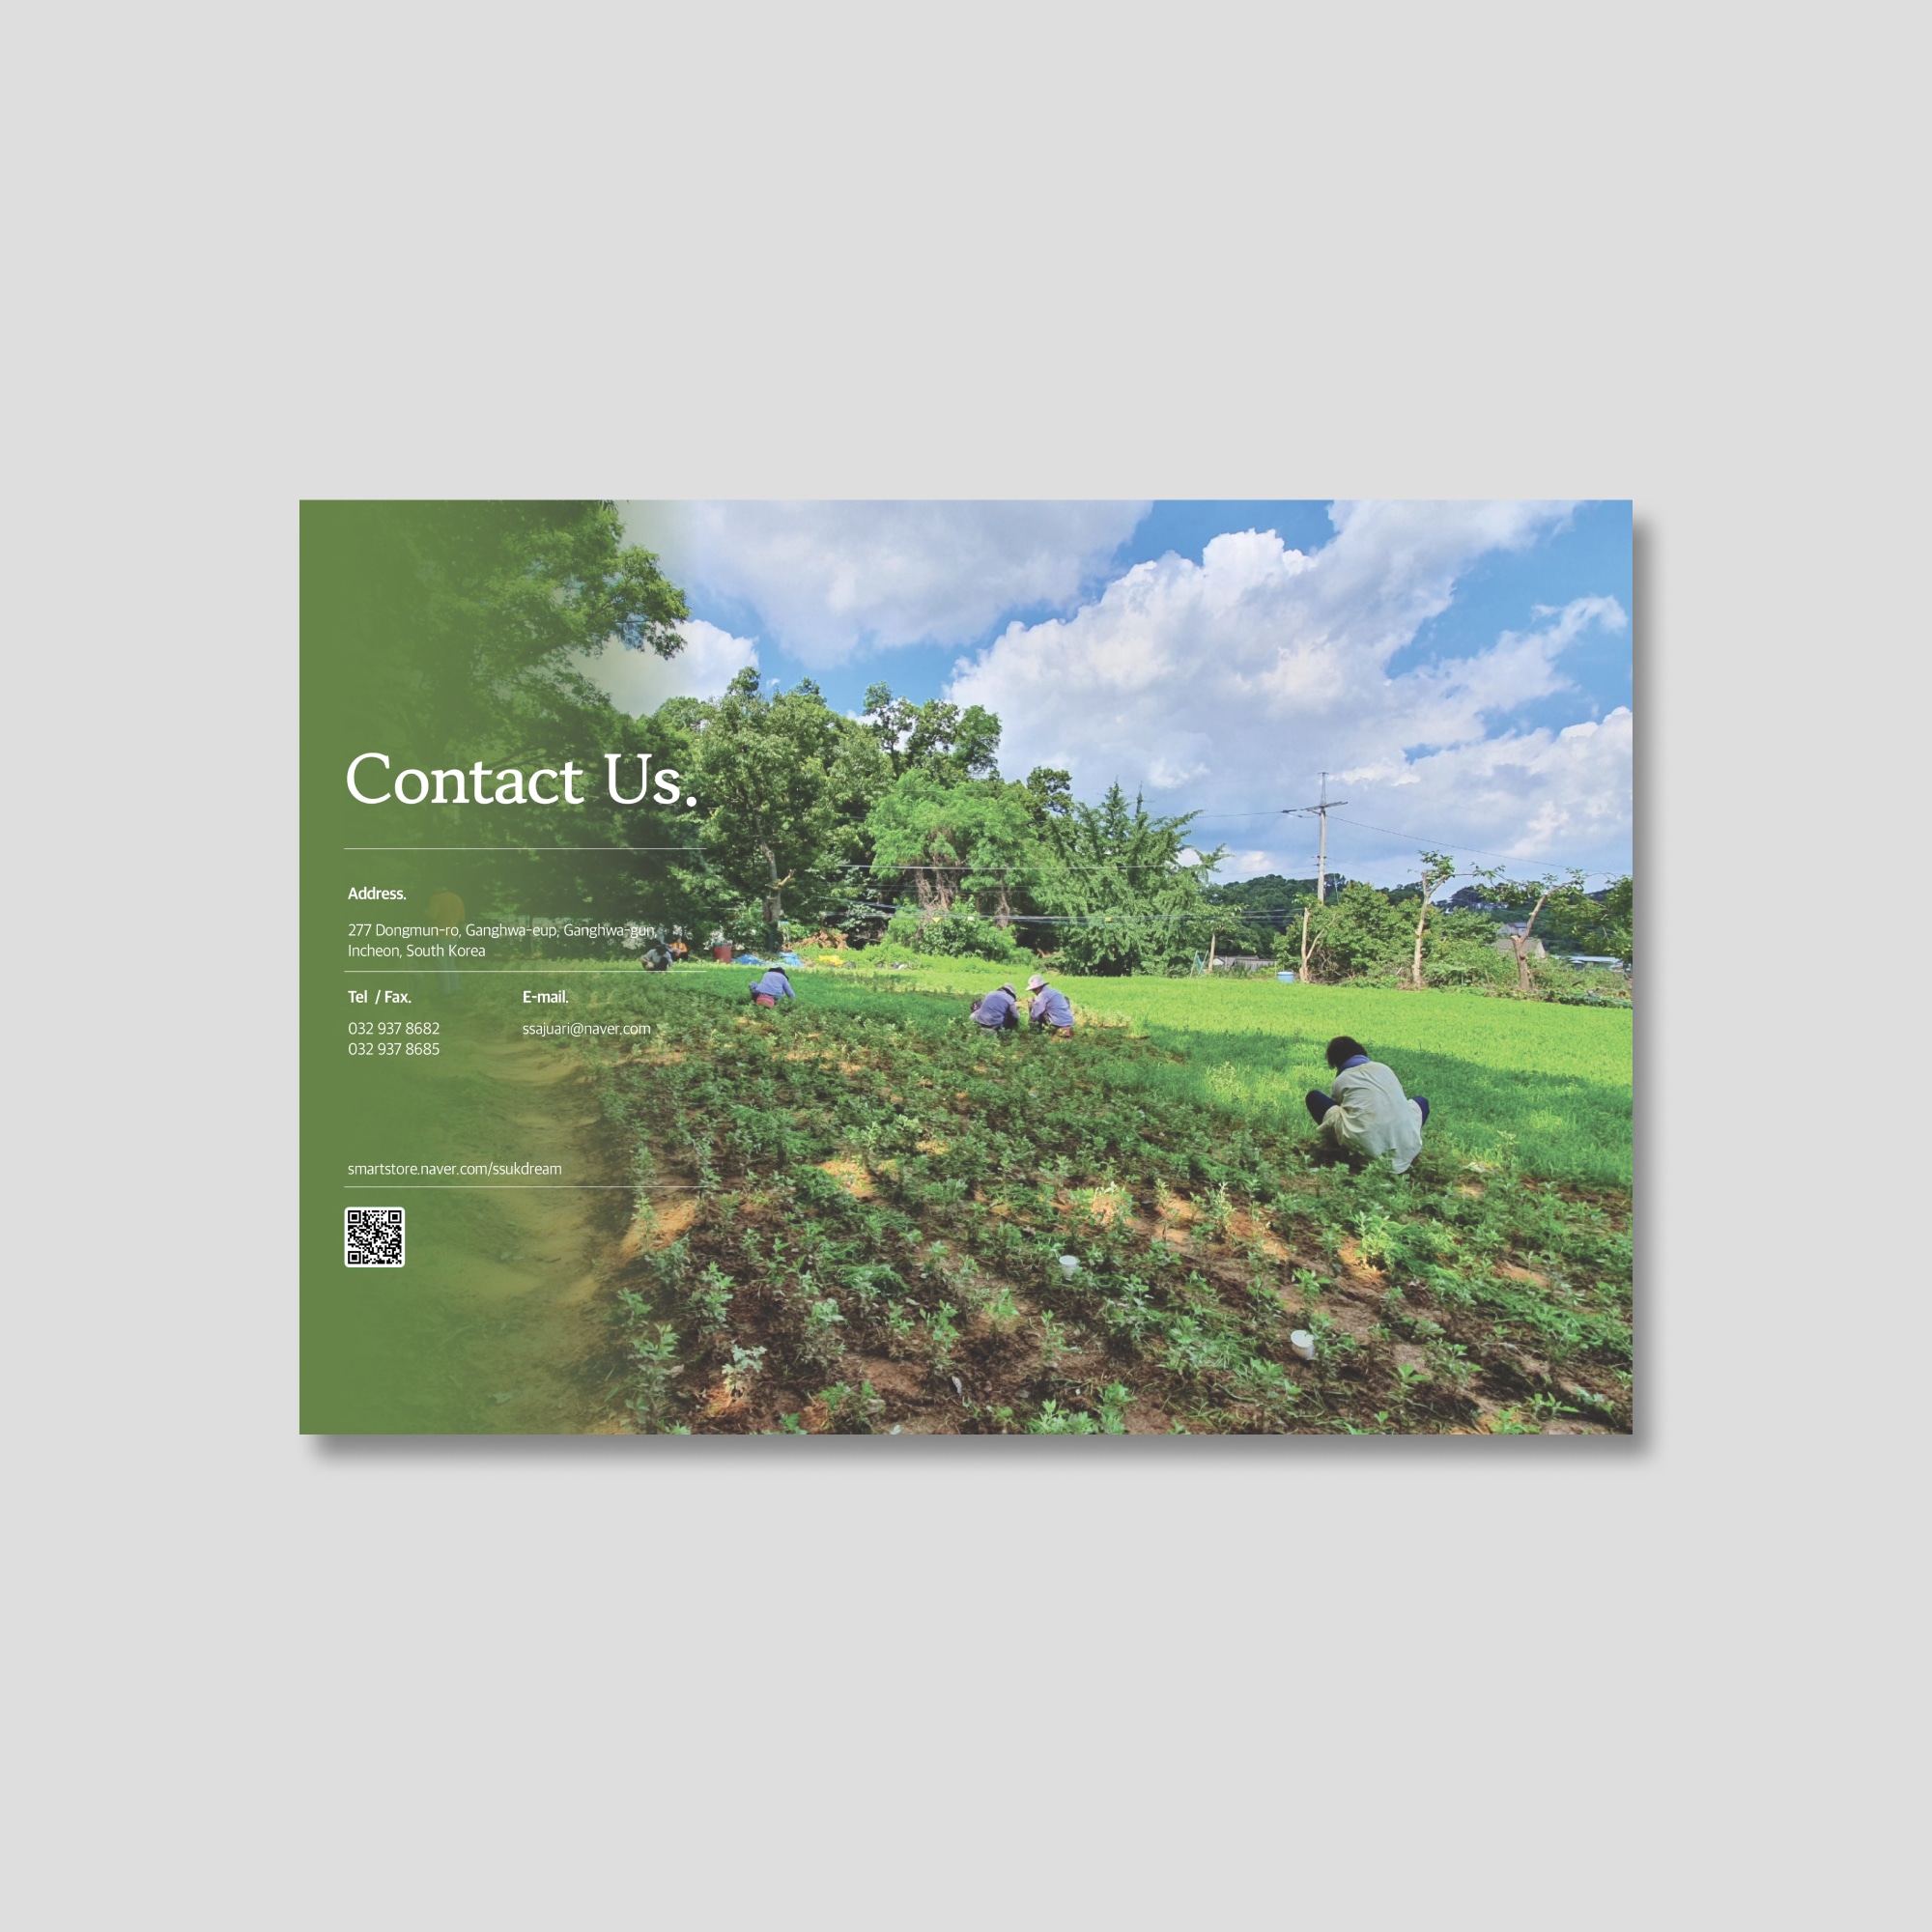 Contact Us.
Address.
277 Dongmun-ro, Ganghwa-eup, Ganghwa-gun,
Incheon, South Korea
Tel / Fax.
032 937 8682
032 937 8685
E-mail.
ssajuari@naver.com
smartstore.naver.com/ssukdream